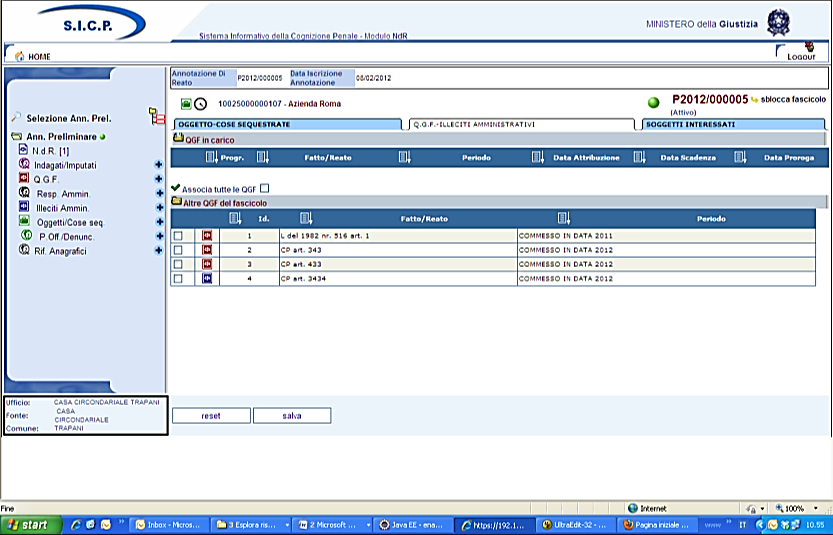 S.I.C.P.
Sistema Informativo della Cognizione Penale - Modulo NdR
MINISTERO della Giustizia
HOME
Logout
Annotazione Di Reato P2012/000005 Data Iscrizione Annotazione 08/02/2012
10025000000107 - Azienda Roma
P2012/000005 sblocca fascicolo
(Attivo)
OGGETTO-COSE SEQUESTRATE Q.G.F.-ILLECITI AMMINISTRATIVI SOGGETTI INTERESSATI
QGF in carico
Progr. Fatto/Reato Periodo Data Attribuzione Data Scadenza Data Proroga
Associa tutte le QGF
Altre QGF del fascicolo
Id. Fatto/Reato Periodo
1 L del 1982 nr. 516 art. 1 COMMESSO IN DATA 2011
2 CP art. 343 COMMESSO IN DATA 2012
3 CP art. 433 COMMESSO IN DATA 2012
4 CP art. 3434 COMMESSO IN DATA 2012
Selezione Ann. Prel.
Ann. Preliminare
N.d.R. [1]
Indagati/Imputati
Q.G.F.
Resp. Ammin.
Illeciti Ammin.
Oggetti/Cose seq.
P.Off./Denunc.
Rif. Anagrafici
Ufficio: CASA CIRCONDARIALE TRAPANI
Fonte: CASA CIRCONDARIALE
Comune: TRAPANI
reset salva
Fine Internet 100%
start Inbox - Micros... 3 Esplora ris... 2 Microsoft ... Java EE - ena... https://192.1... UltraEdit-32 - ... Pagina iniziale ... IT 10.55